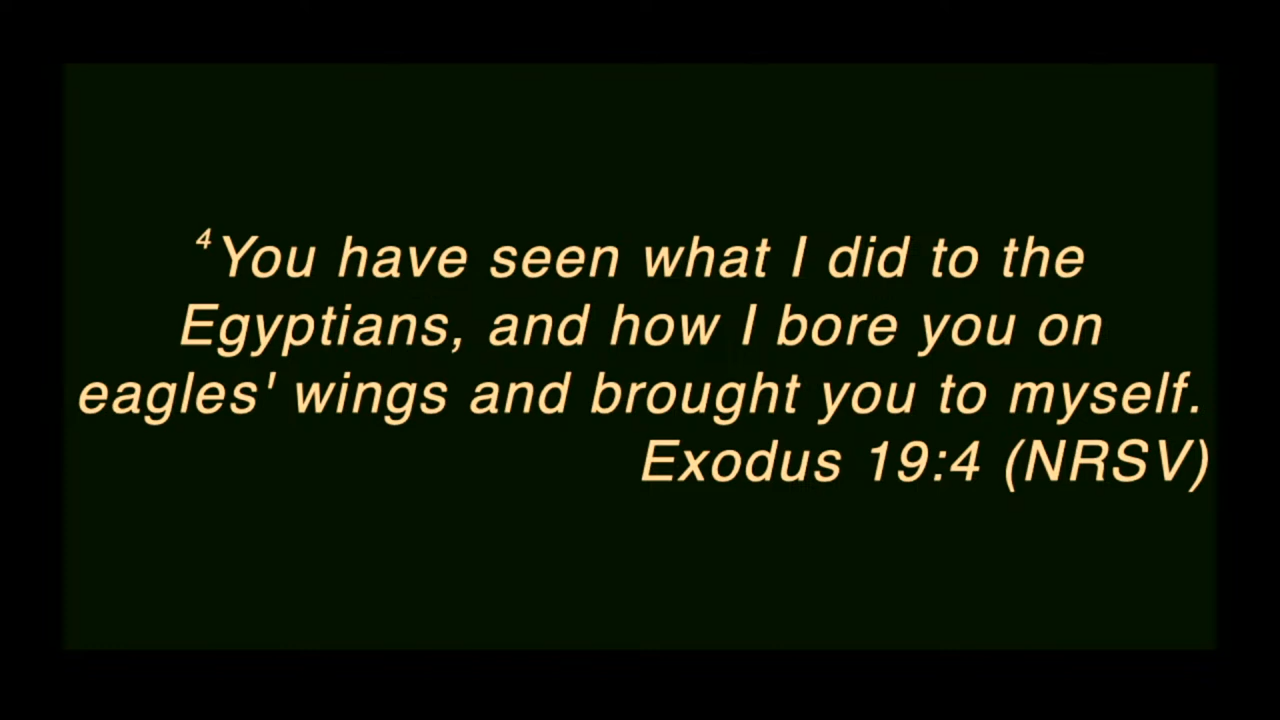 ⁴You have seen what I did to the
Egyptians, and how I bore you on
eagles' wings and brought you to myself.
Exodus 19:4 (NRSV)